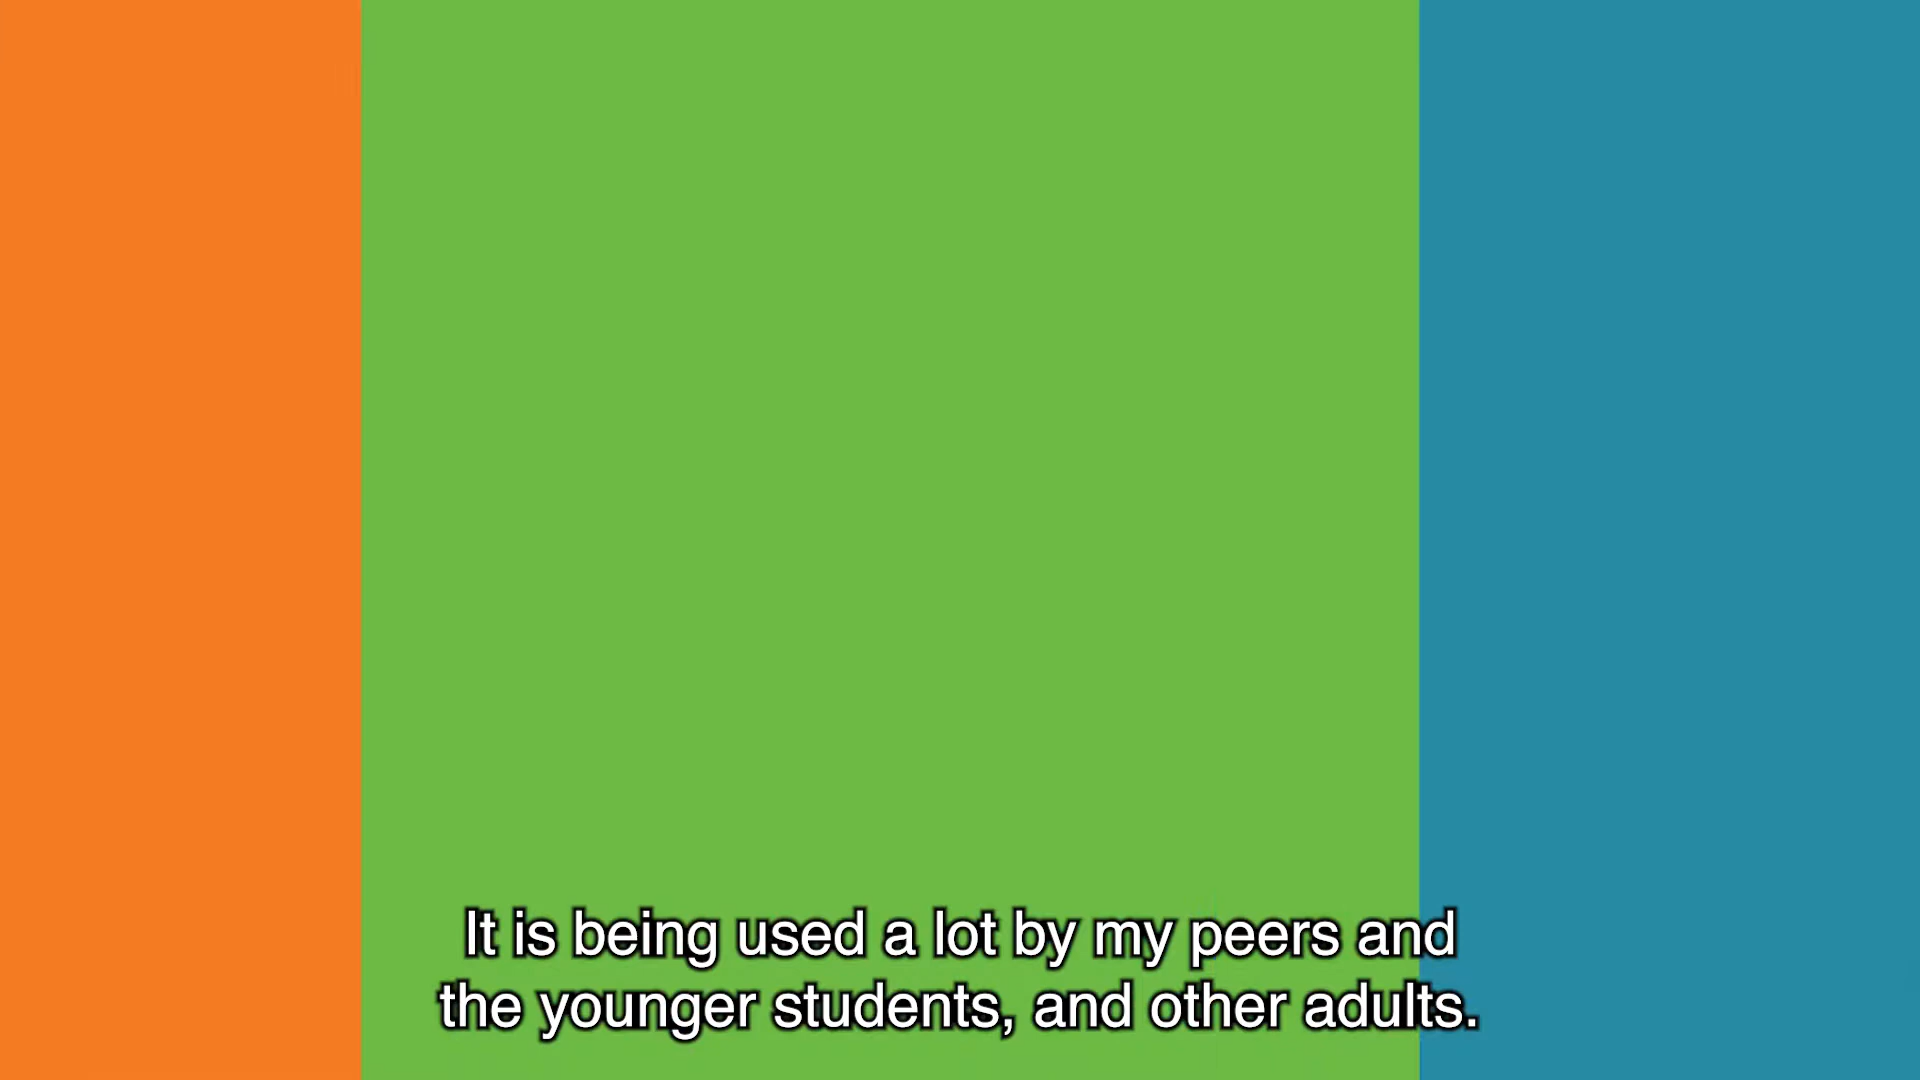 It is being used a lot by my peers and
the younger students, and other adults.